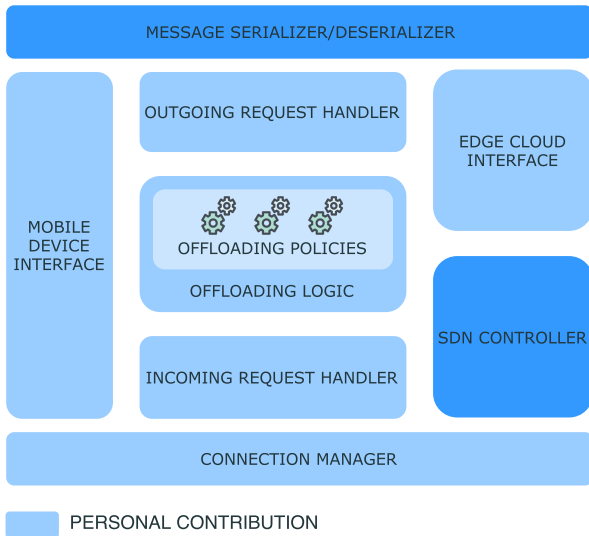 MESSAGE SERIALIZER/DESERIALIZER
OUTGOING REQUEST HANDLER
EDGE CLOUD
INTERFACE
MOBILE
DEVICE
INTERFACE
OFFLOADING POLICIES
OFFLOADING LOGIC
SDN CONTROLLER
INCOMING REQUEST HANDLER
CONNECTION MANAGER
PERSONAL CONTRIBUTION